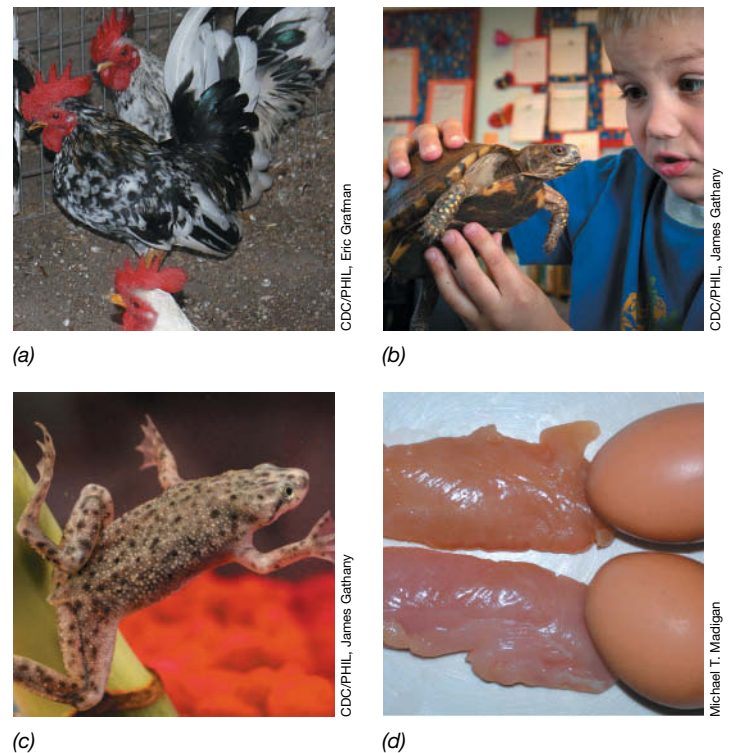 CDC/PHIL, Eric Grafman
(a)
CDC/PHIL, James Gathany
(b)
CDC/PHIL, James Gathany
(c)
Michael T. Madigan
(d)